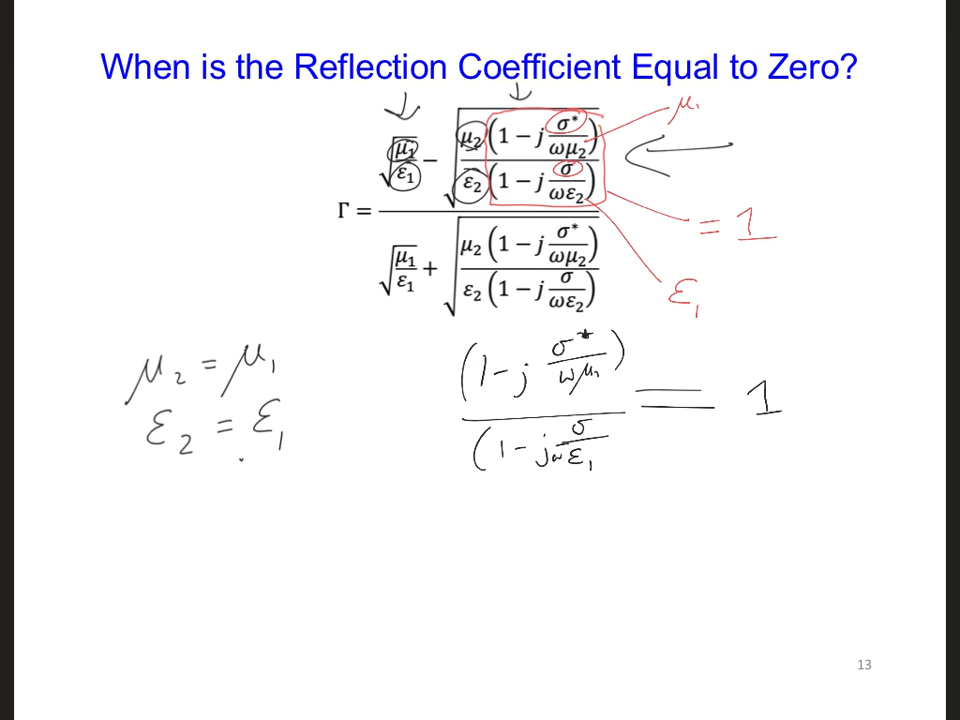 When is the Reflection Coefficient Equal to Zero?
Γ = (√(μ₁/ε₁) − √(μ₂(1 − j σ*/ωμ₂) / ε₂(1 − j σ/ωε₂))) / (√(μ₁/ε₁) + √(μ₂(1 − j σ*/ωμ₂) / ε₂(1 − j σ/ωε₂)))
μ₁
= 1
ε₁
μ₂ = μ₁
ε₂ = ε₁
(1 − j σ*/ωμ₁) / (1 − j σ/ωε₁ = 1
13